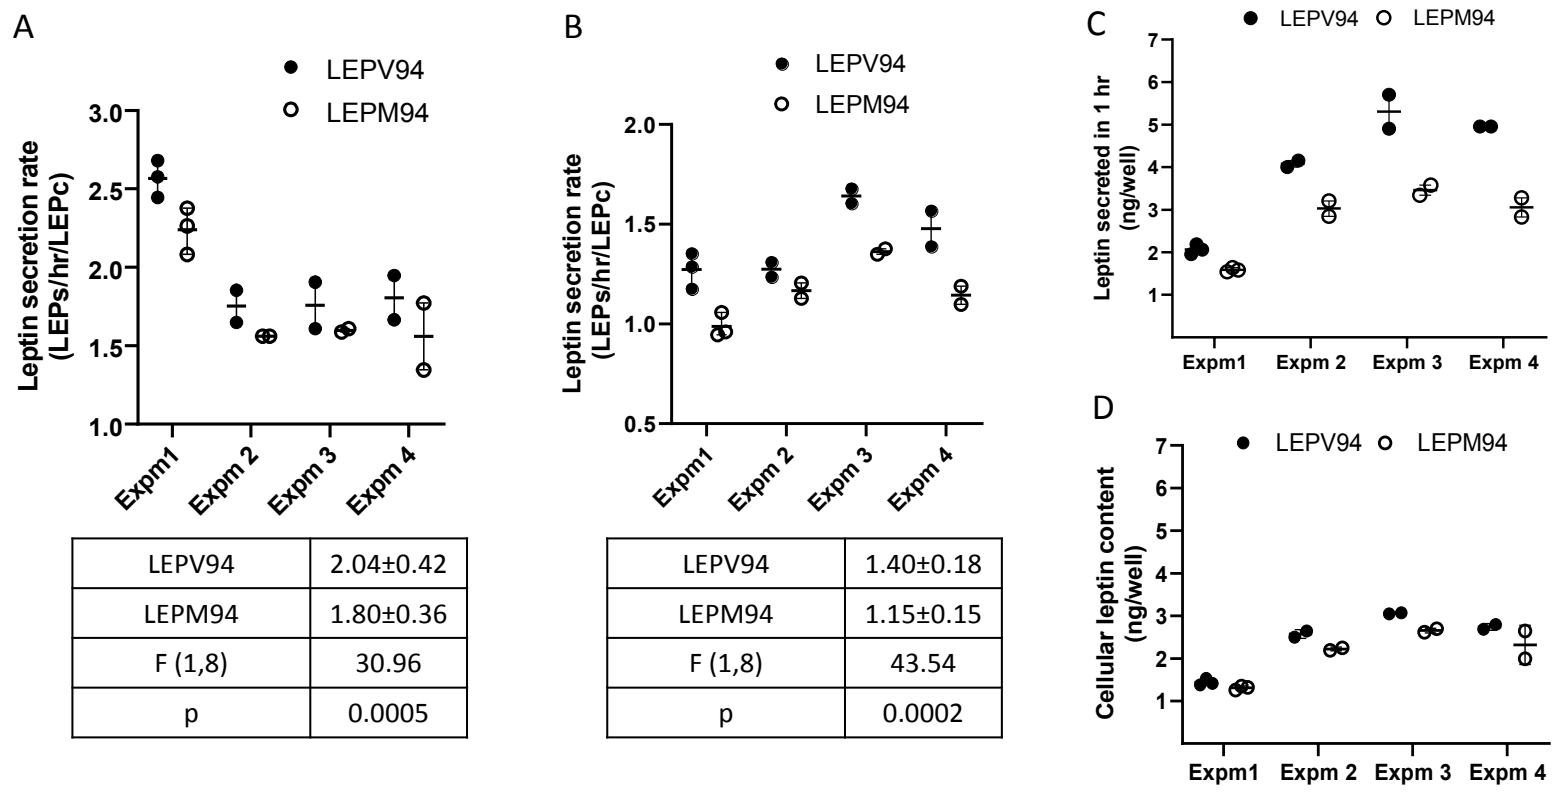 A
LEPV94
LEPM94
Leptin secretion rate
(LEPs/hr/LEPc)
3.0
2.5
2.0
1.5
1.0
Expm1
Expm 2
Expm 3
Expm 4
LEPV94 2.04±0.42
LEPM94 1.80±0.36
F (1,8) 30.96
p 0.0005
B
LEPV94
LEPM94
Leptin secretion rate
(LEPs/hr/LEPc)
2.0
1.5
1.0
0.5
Expm1
Expm 2
Expm 3
Expm 4
LEPV94 1.40±0.18
LEPM94 1.15±0.15
F (1,8) 43.54
p 0.0002
C
LEPV94 LEPM94
Leptin secreted in 1 hr
(ng/well)
7
6
5
4
3
2
1
Expm1 Expm 2 Expm 3 Expm 4
D
LEPV94 LEPM94
Cellular leptin content
(ng/well)
7
6
5
4
3
2
1
Expm1 Expm 2 Expm 3 Expm 4